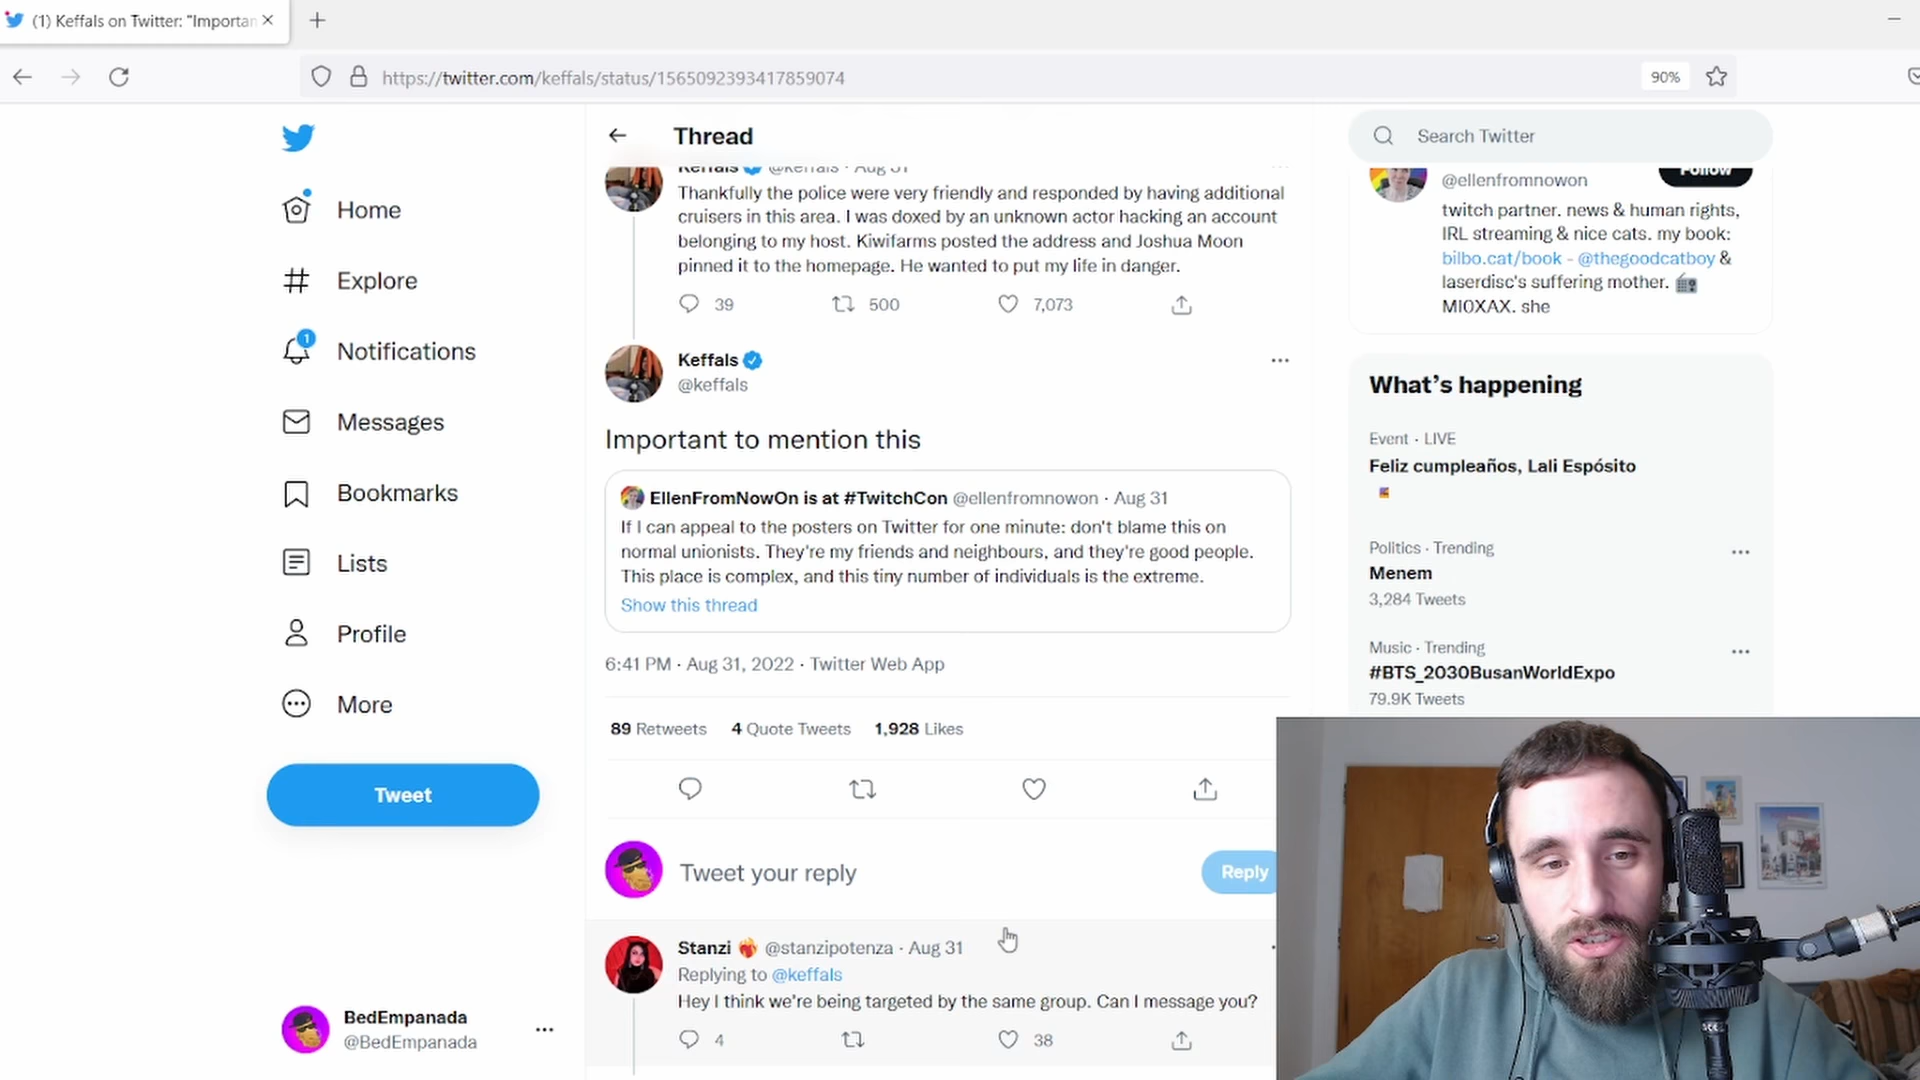 (1) Keffals on Twitter: "Importan
https://twitter.com/keffals/status/1565092393417859074
90%
Thread
Search Twitter
Home
Explore
1
Notifications
Messages
Bookmarks
Lists
Profile
More
Tweet
BedEmpanada
@BedEmpanada
Keffals @keffals · Aug 31
Thankfully the police were very friendly and responded by having additional
cruisers in this area. I was doxed by an unknown actor hacking an account
belonging to my host. Kiwifarms posted the address and Joshua Moon
pinned it to the homepage. He wanted to put my life in danger.
39 500 7,073
Keffals
@keffals
Important to mention this
EllenFromNowOn is at #TwitchCon @ellenfromnowon · Aug 31
If I can appeal to the posters on Twitter for one minute: don't blame this on
normal unionists. They're my friends and neighbours, and they're good people.
This place is complex, and this tiny number of individuals is the extreme.
Show this thread
6:41 PM · Aug 31, 2022 · Twitter Web App
89 Retweets 4 Quote Tweets 1,928 Likes
Tweet your reply
Reply
Stanzi @stanzipotenza · Aug 31
Replying to @keffals
Hey I think we're being targeted by the same group. Can I message you?
4 38
@ellenfromnowon
Follow
twitch partner. news & human rights,
IRL streaming & nice cats. my book:
bilbo.cat/book - @thegoodcatboy &
laserdisc's suffering mother.
MI0XAX. she
What's happening
Event · LIVE
Feliz cumpleaños, Lali Espósito
Politics · Trending
Menem
3,284 Tweets
Music · Trending
#BTS_2030BusanWorldExpo
79.9K Tweets